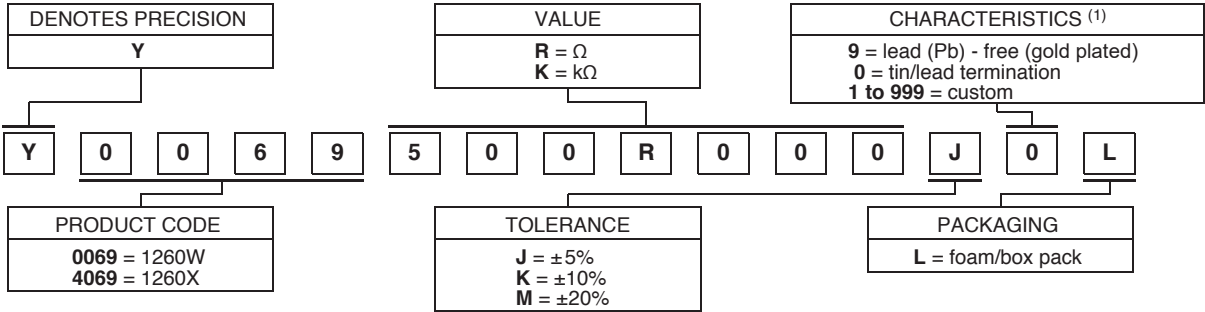 DENOTES PRECISION
Y
VALUE
R = Ω
K = kΩ
CHARACTERISTICS (1)
9 = lead (Pb) - free (gold plated)
0 = tin/lead termination
1 to 999 = custom
Y 0 0 6 9 5 0 0 R 0 0 0 J 0 L
PRODUCT CODE
0069 = 1260W
4069 = 1260X
TOLERANCE
J = ±5%
K = ±10%
M = ±20%
PACKAGING
L = foam/box pack